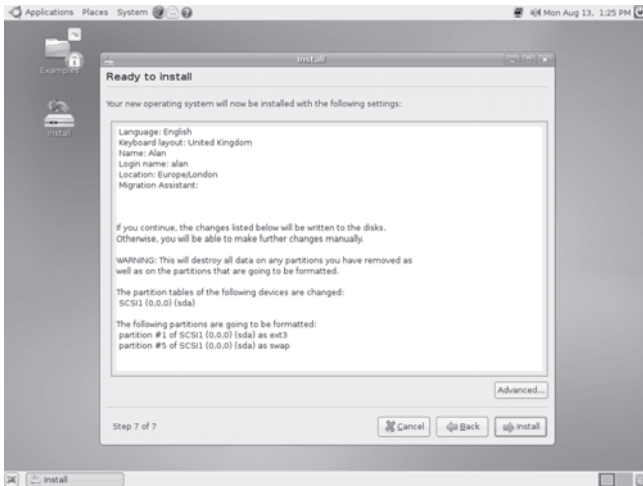 Applications Places System
Mon Aug 13, 1:25 PM
Examples
Install
Install
Ready to install
Your new operating system will now be installed with the following settings:
Language: English
Keyboard layout: United Kingdom
Name: Alan
Login name: alan
Location: Europe/London
Migration Assistant:
If you continue, the changes listed below will be written to the disks.
Otherwise, you will be able to make further changes manually.
WARNING: This will destroy all data on any partitions you have removed as
well as on the partitions that are going to be formatted.
The partition tables of the following devices are changed:
SCSI1 (0,0,0) (sda)
The following partitions are going to be formatted:
partition #1 of SCSI1 (0,0,0) (sda) as ext3
partition #5 of SCSI1 (0,0,0) (sda) as swap
Advanced...
Step 7 of 7
Cancel
Back
Install
Install